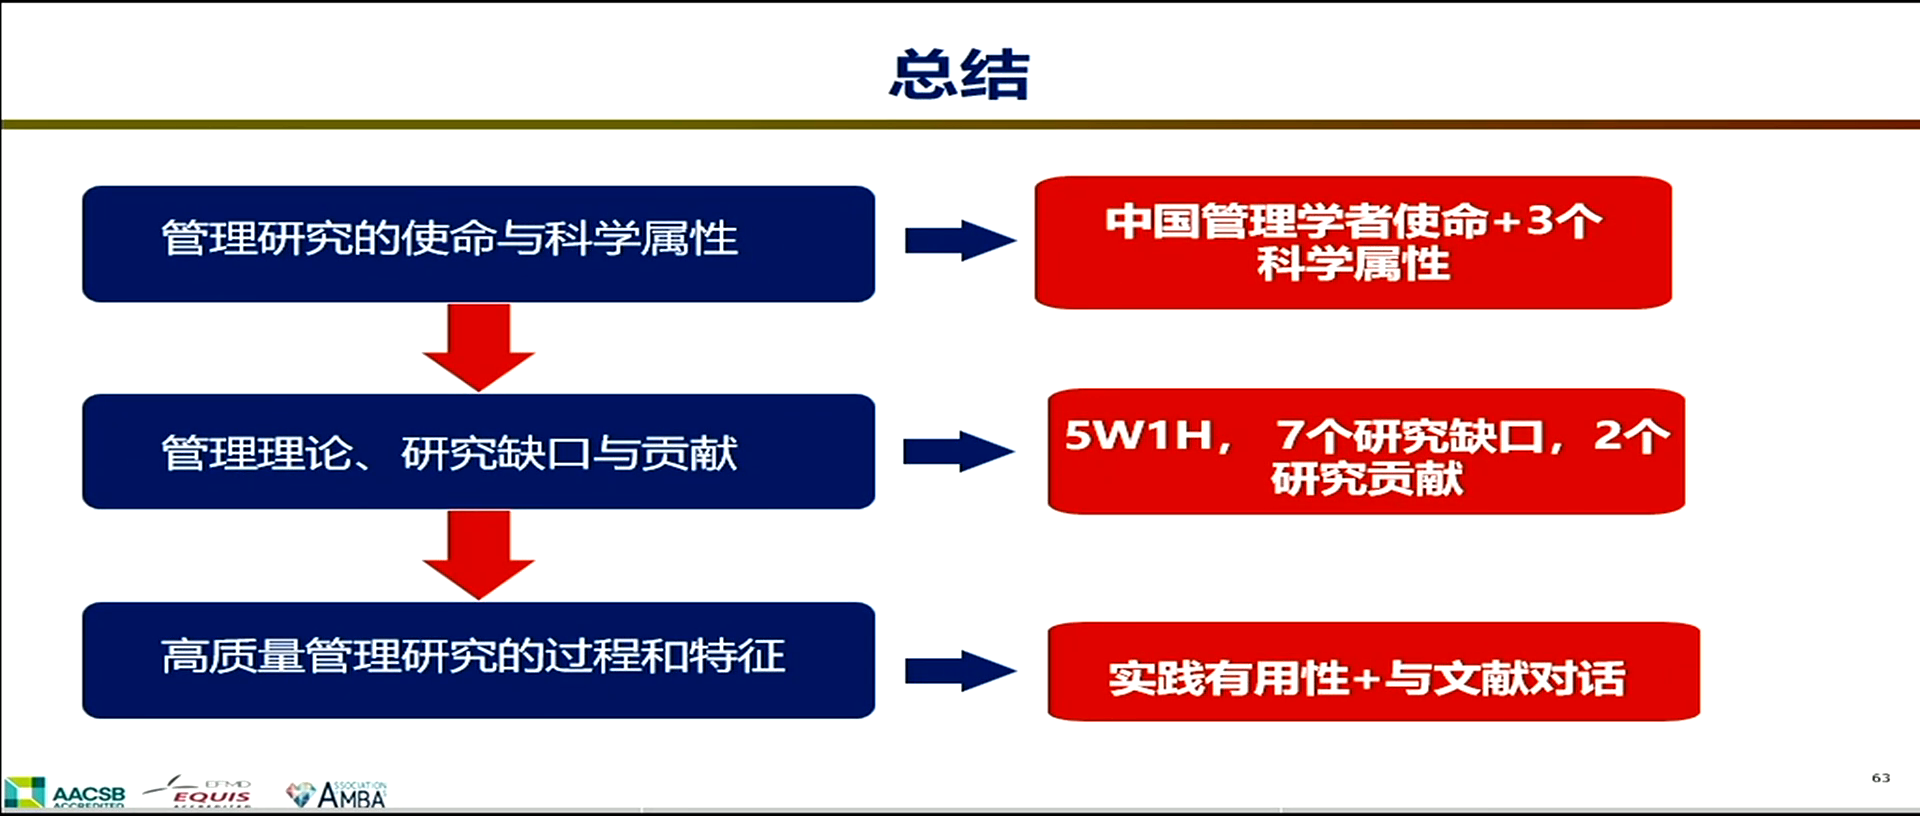 总结
管理研究的使命与科学属性
中国管理学者使命+3个
科学属性
管理理论、研究缺口与贡献
5W1H， 7个研究缺口，2个
研究贡献
高质量管理研究的过程和特征
实践有用性+与文献对话
AACSB
ACCREDITED
EFMD
EQUIS
ASSOCIATION
AMBA
63